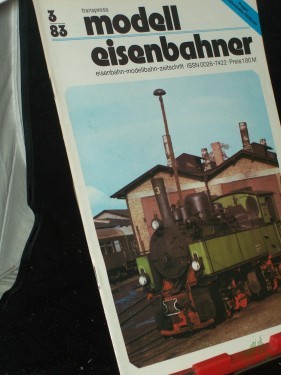 3/83
transpress
modell
eisenbahner
eisenbahn-modellbahn-zeitschrift · ISSN 0026-7422 · Preis 1,80 M